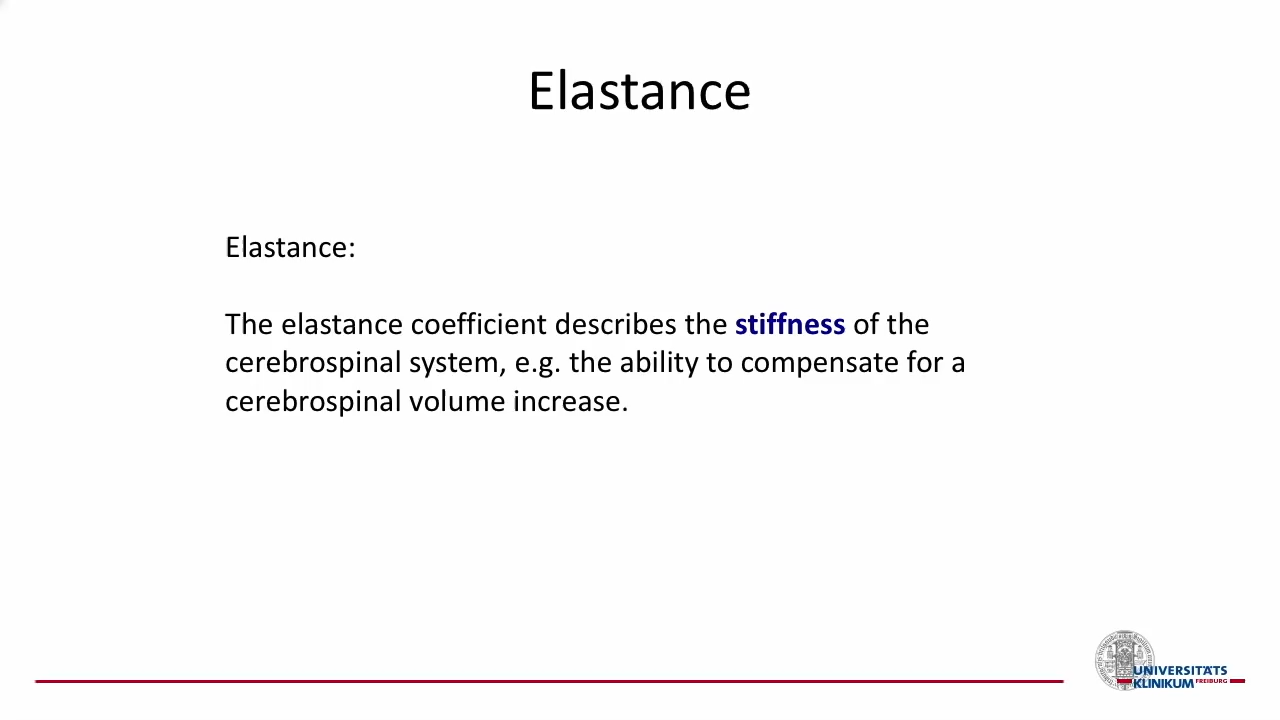 Elastance
Elastance:
The elastance coefficient describes the stiffness of the
cerebrospinal system, e.g. the ability to compensate for a
cerebrospinal volume increase.
UNIVERSITÄTS
KLINIKUM FREIBURG